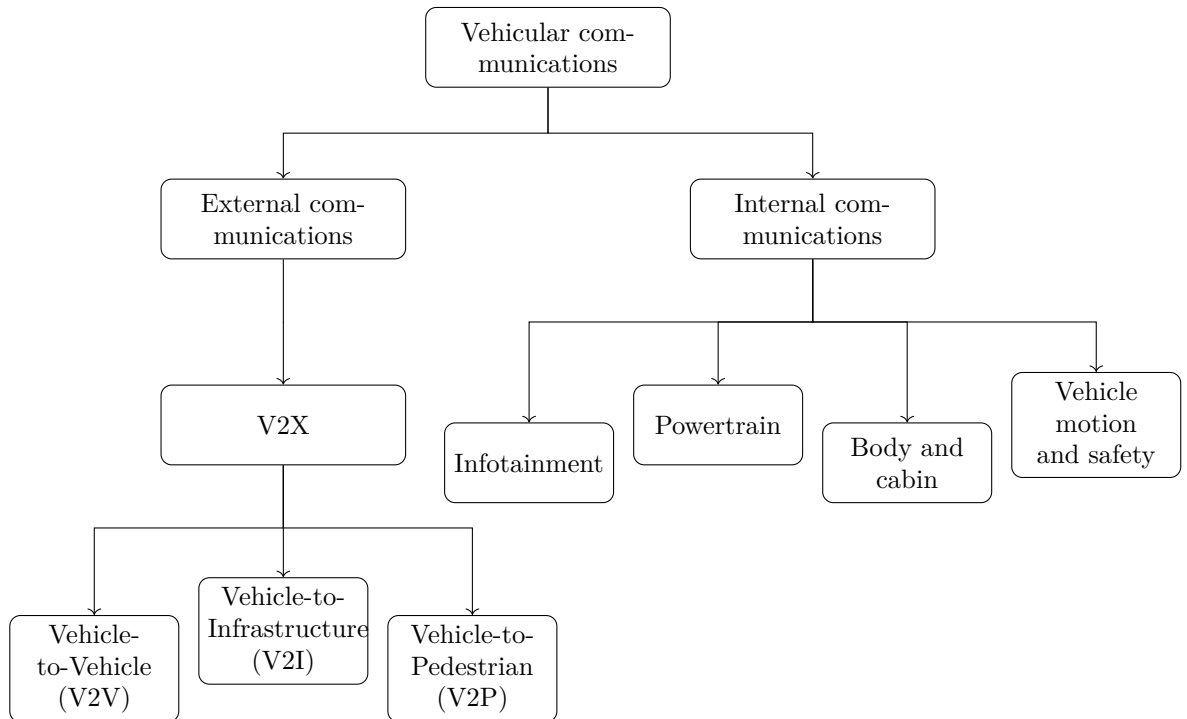 Vehicular com-
munications
External com-
munications
Internal com-
munications
V2X
Infotainment
Powertrain
Body and
cabin
Vehicle
motion
and safety
Vehicle-
to-Vehicle
(V2V)
Vehicle-to-
Infrastructure
(V2I)
Vehicle-to-
Pedestrian
(V2P)